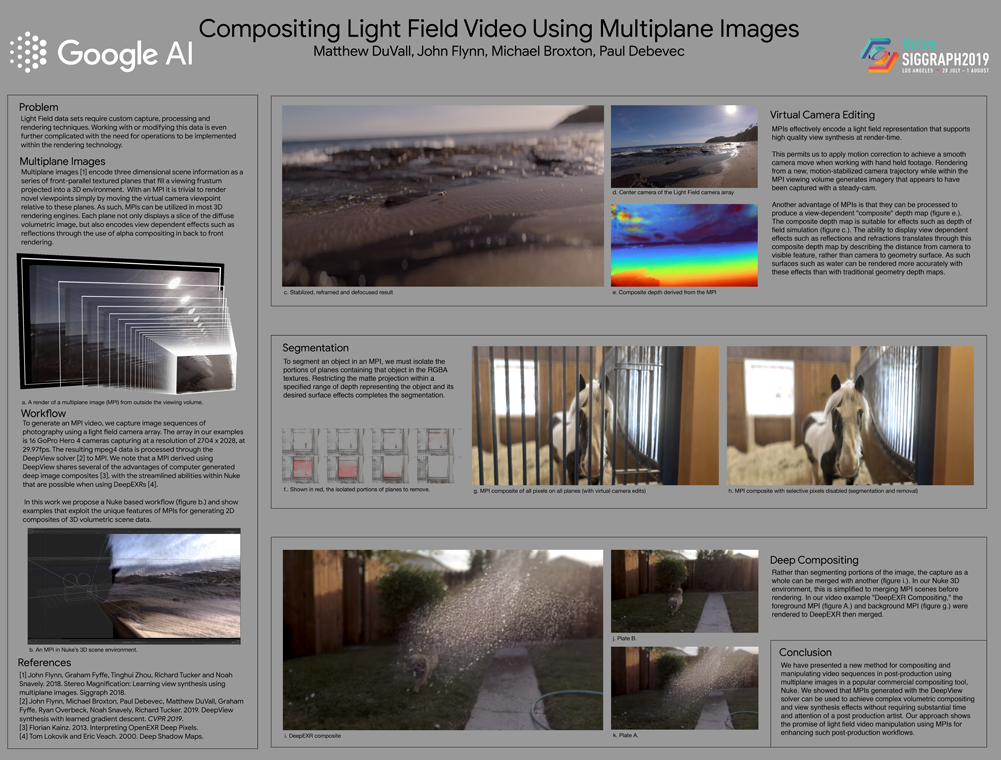 Compositing Light Field Video Using Multiplane Images
Matthew DuVall, John Flynn, Michael Broxton, Paul Debevec
Google AI
thrive
SIGGRAPH2019
LOS ANGELES • 28 JULY - 1 AUGUST
Problem
Light Field data sets require custom capture, processing and
rendering techniques. Working with or modifying this data is even
further complicated with the need for operations to be implemented
within the rendering technology.
Multiplane Images
Multiplane images [1] encode three dimensional scene information as a
series of front-parallel textured planes that fill a viewing frustum
projected into a 3D environment. With an MPI it is trivial to render
novel viewpoints simply by moving the virtual camera viewpoint
relative to these planes. As such, MPIs can be utilized in most 3D
rendering engines. Each plane not only displays a slice of the diffuse
volumetric image, but also encodes view dependent effects such as
reflections through the use of alpha compositing in back to front
rendering.
a. A render of a multiplane image (MPI) from outside the viewing volume.
Workflow
To generate an MPI video, we capture image sequences of
photography using a light field camera array. The array in our examples
is 16 GoPro Hero 4 cameras capturing at a resolution of 2704 x 2028, at
29.97fps. The resulting mpeg4 data is processed through the
DeepView solver [2] to MPI. We note that a MPI derived using
DeepView shares several of the advantages of computer generated
deep image composites [3], with the streamlined abilities within Nuke
that are possible when using DeepEXRs [4].
In this work we propose a Nuke based workflow (figure b.) and show
examples that exploit the unique features of MPIs for generating 2D
composites of 3D volumetric scene data.
b. An MPI in Nuke's 3D scene environment.
References
[1] John Flynn, Graham Fyffe, Tinghui Zhou, Richard Tucker and Noah
Snavely. 2018. Stereo Magnification: Learning view synthesis using
multiplane images. Siggraph 2018.
[2] John Flynn, Michael Broxton, Paul Debevec, Matthew DuVall, Graham
Fyffe, Ryan Overbeck, Noah Snavely, Richard Tucker. 2019. DeepView
synthesis with learned gradient descent. CVPR 2019.
[3] Florian Kainz. 2013. Interpreting OpenEXR Deep Pixels.
[4] Tom Lokovik and Eric Veach. 2000. Deep Shadow Maps.
c. Stablized, reframed and defocused result
d. Center camera of the Light Field camera array
e. Composite depth derived from the MPI
Virtual Camera Editing
MPIs effectively encode a light field representation that supports
high quality view synthesis at render-time.
This permits us to apply motion correction to achieve a smooth
camera move when working with hand held footage. Rendering
from a new, motion-stabilized camera trajectory while within the
MPI viewing volume generates imagery that appears to have
been captured with a steady-cam.
Another advantage of MPIs is that they can be processed to
produce a view-dependent "composite" depth map (figure e.).
The composite depth map is suitable for effects such as depth of
field simulation (figure c.). The ability to display view dependent
effects such as reflections and refractions translates through this
composite depth map by describing the distance from camera to
visible feature, rather than camera to geometry surface. As such
surfaces such as water can be rendered more accurately with
these effects than with traditional geometry depth maps.
Segmentation
To segment an object in an MPI, we must isolate the
portions of planes containing that object in the RGBA
textures. Restricting the matte projection within a
specified range of depth representing the object and its
desired surface effects completes the segmentation.
f. Shown in red, the isolated portions of planes to remove.
g. MPI composite of all pixels on all planes (with virtual camera edits)
h. MPI composite with selective pixels disabled (segmentation and removal)
i. DeepEXR composite
j. Plate B.
k. Plate A.
Deep Compositing
Rather than segmenting portions of the image, the capture as a
whole can be merged with another (figure i.). In our Nuke 3D
environment, this is simplified to merging MPI scenes before
rendering. In our video example "DeepEXR Compositing," the
foreground MPI (figure A.) and background MPI (figure g.) were
rendered to DeepEXR then merged.
Conclusion
We have presented a new method for compositing and
manipulating video sequences in post-production using
multiplane images in a popular commercial compositing tool,
Nuke. We showed that MPIs generated with the DeepView
solver can be used to achieve complex volumetric compositing
and view synthesis effects without requiring substantial time
and attention of a post production artist. Our approach shows
the promise of light field video manipulation using MPIs for
enhancing such post-production workflows.